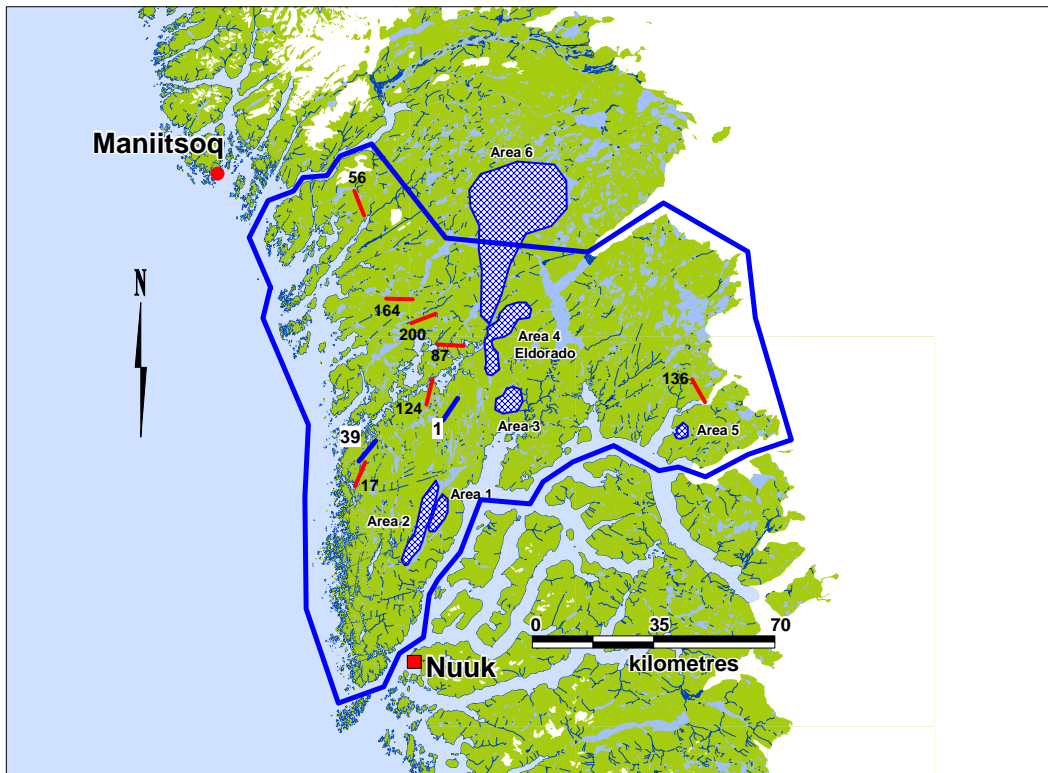 Maniitsoq
Area 6
56
N
164
200
87
Area 4
Eldorado
136
124
1
Area 3
Area 5
39
17
Area 1
Area 2
0 35 70
kilometres
Nuuk